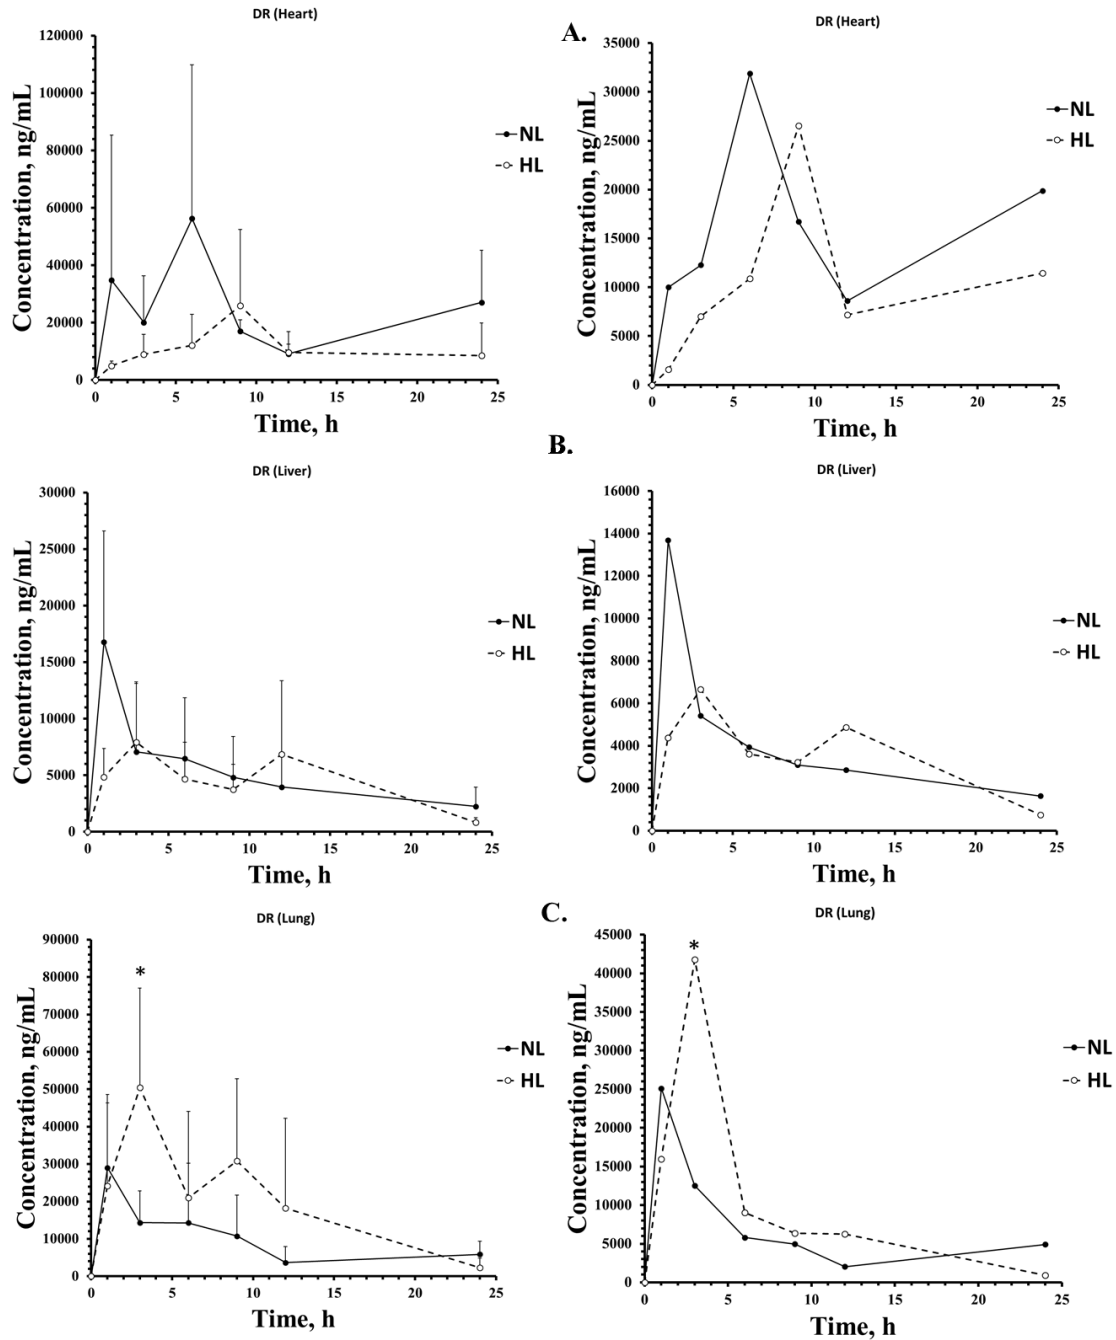 DR (Heart)
120000
100000
80000
60000
40000
20000
0
0 5 10 15 20 25
Concentration, ng/mL
Time, h
NL
HL
A.
DR (Heart)
35000
30000
25000
20000
15000
10000
5000
0
0 5 10 15 20 25
Concentration, ng/mL
Time, h
NL
HL
B.
DR (Liver)
30000
25000
20000
15000
10000
5000
0
0 5 10 15 20 25
Concentration, ng/mL
Time, h
NL
HL
DR (Liver)
16000
14000
12000
10000
8000
6000
4000
2000
0
0 5 10 15 20 25
Concentration, ng/mL
Time, h
NL
HL
C.
DR (Lung)
90000
80000
70000
60000
50000
40000
30000
20000
10000
0
0 5 10 15 20 25
Concentration, ng/mL
Time, h
*
NL
HL
DR (Lung)
45000
40000
35000
30000
25000
20000
15000
10000
5000
0
0 5 10 15 20 25
Concentration, ng/mL
Time, h
*
NL
HL